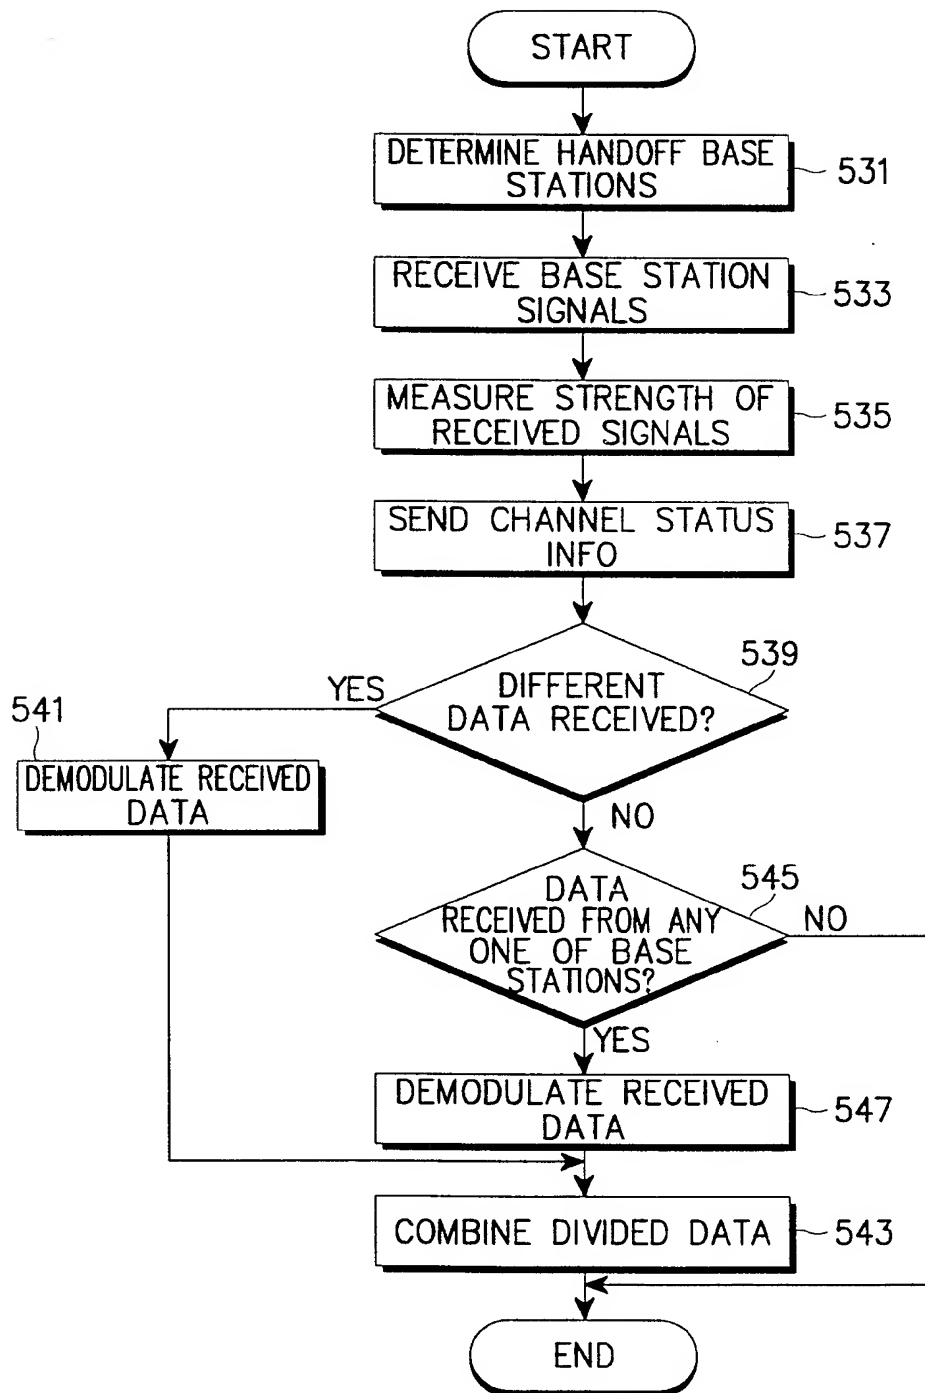 START
DETERMINE HANDOFF BASE
STATIONS
531
RECEIVE BASE STATION
SIGNALS
533
MEASURE STRENGTH OF
RECEIVED SIGNALS
535
SEND CHANNEL STATUS
INFO
537
539
DIFFERENT
DATA RECEIVED?
YES
541
DEMODULATE RECEIVED
DATA
NO
545
DATA
RECEIVED FROM ANY
ONE OF BASE
STATIONS?
NO
YES
DEMODULATE RECEIVED
DATA
547
COMBINE DIVIDED DATA
543
END